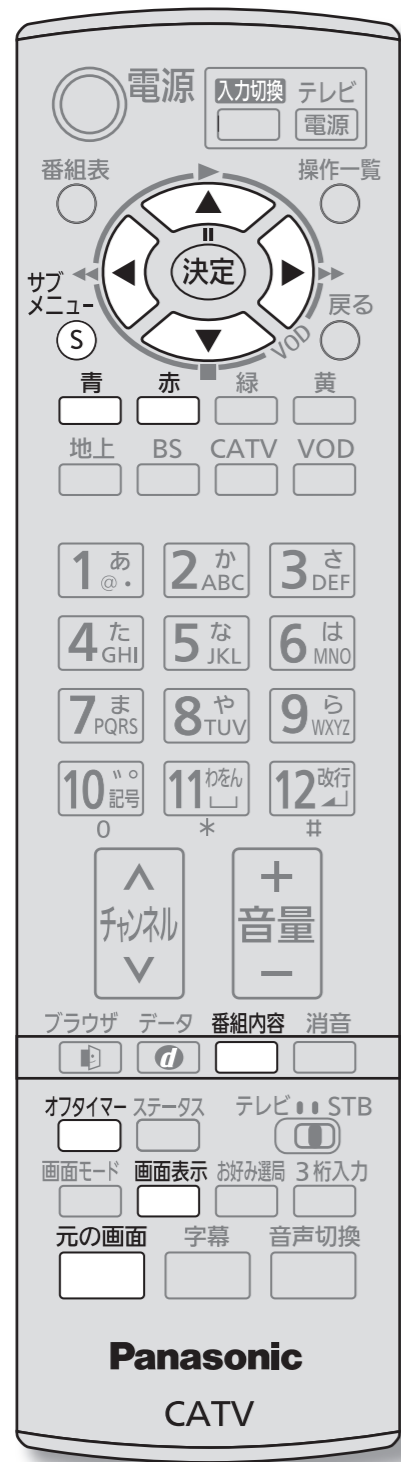 電源 入力切換 テレビ
電源
番組表 操作一覧
決定
サブ
メニュー
戻る
S
VOD
青 赤 緑 黄
地上 BS CATV VOD
1 あ @. 2 か ABC 3 さ DEF
4 た GHI 5 な JKL 6 は MNO
7 ま PQRS 8 や TUV 9 ら WXYZ
10 ゛゜ 記号 11 わをん 12 改行
0 * #
チャンネル 音量
+
−
ブラウザ データ 番組内容 消音
d
オフタイマー ステータス テレビ STB
画面モード 画面表示 お好み選局 3桁入力
元の画面 字幕 音声切換
Panasonic
CATV